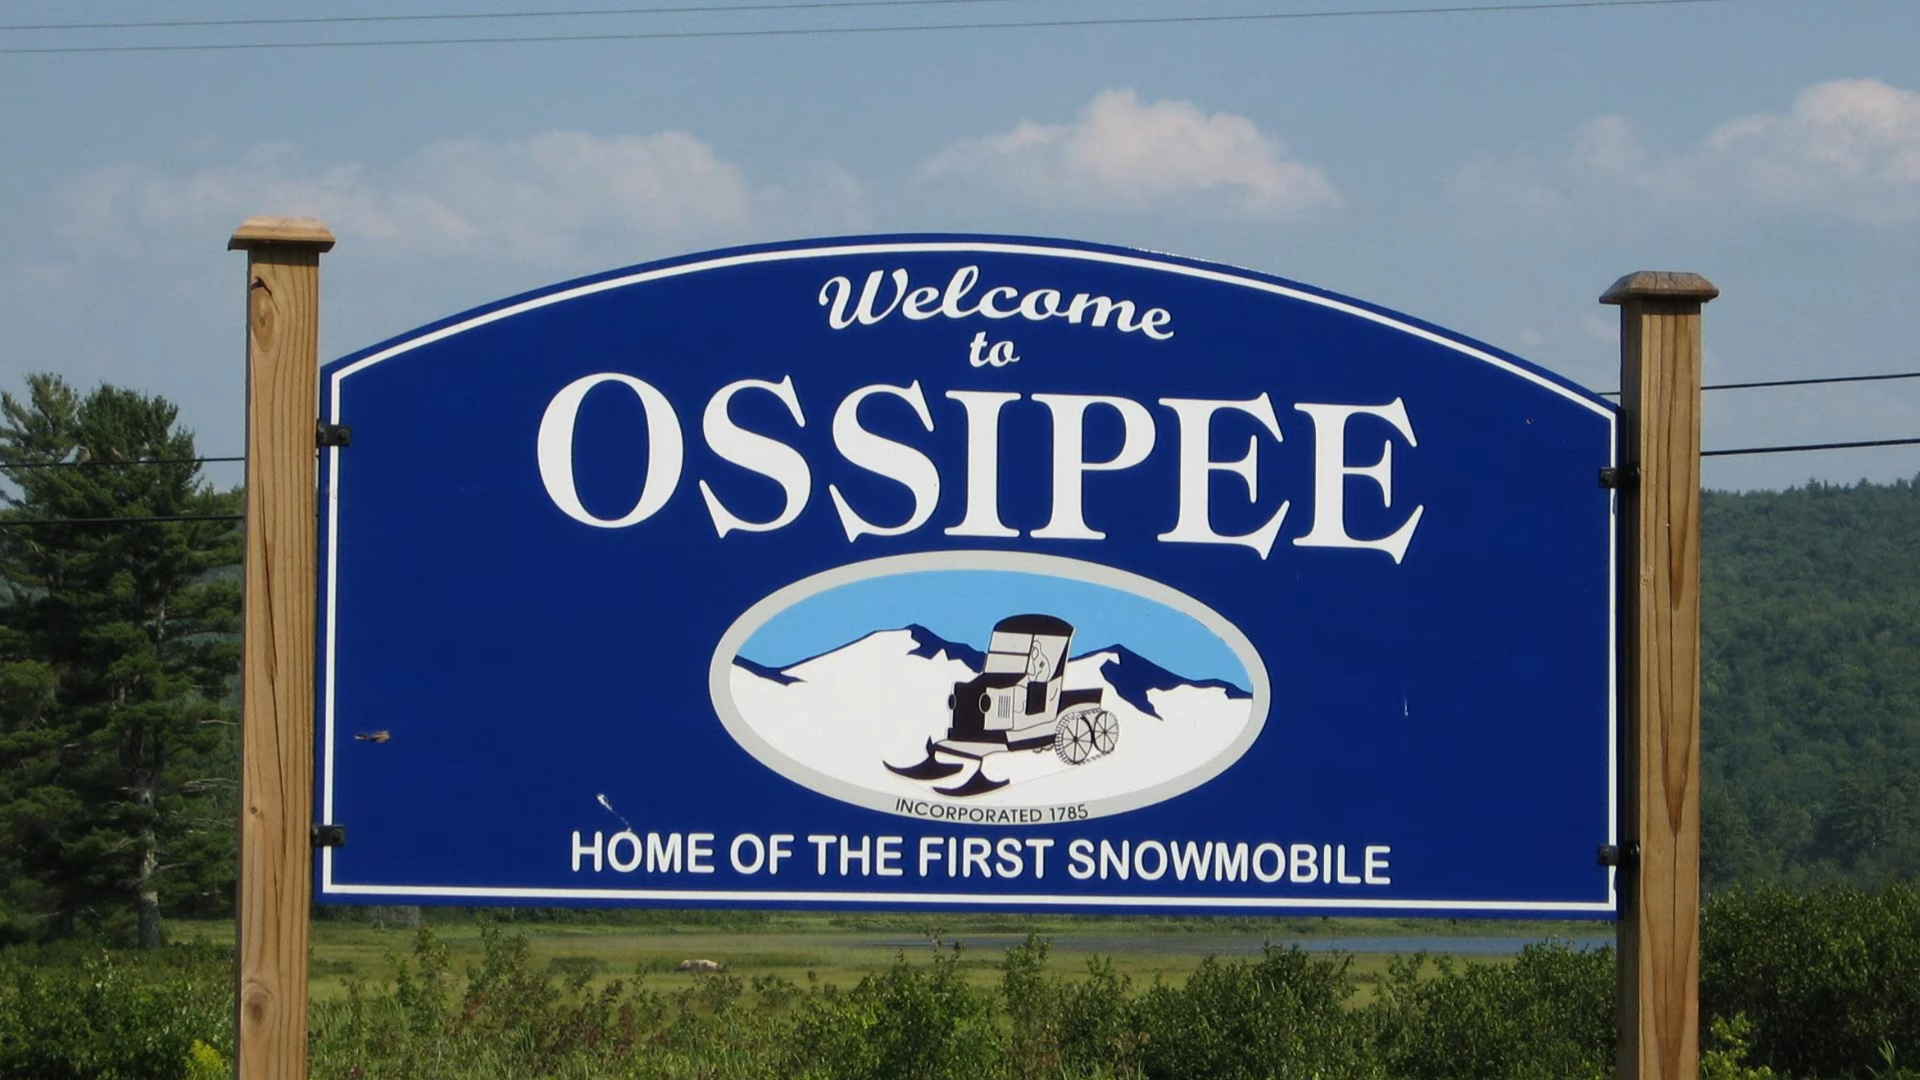 Welcome
to
OSSIPEE
INCORPORATED 1785
HOME OF THE FIRST SNOWMOBILE